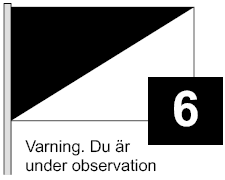 6
Varning. Du är
under observation